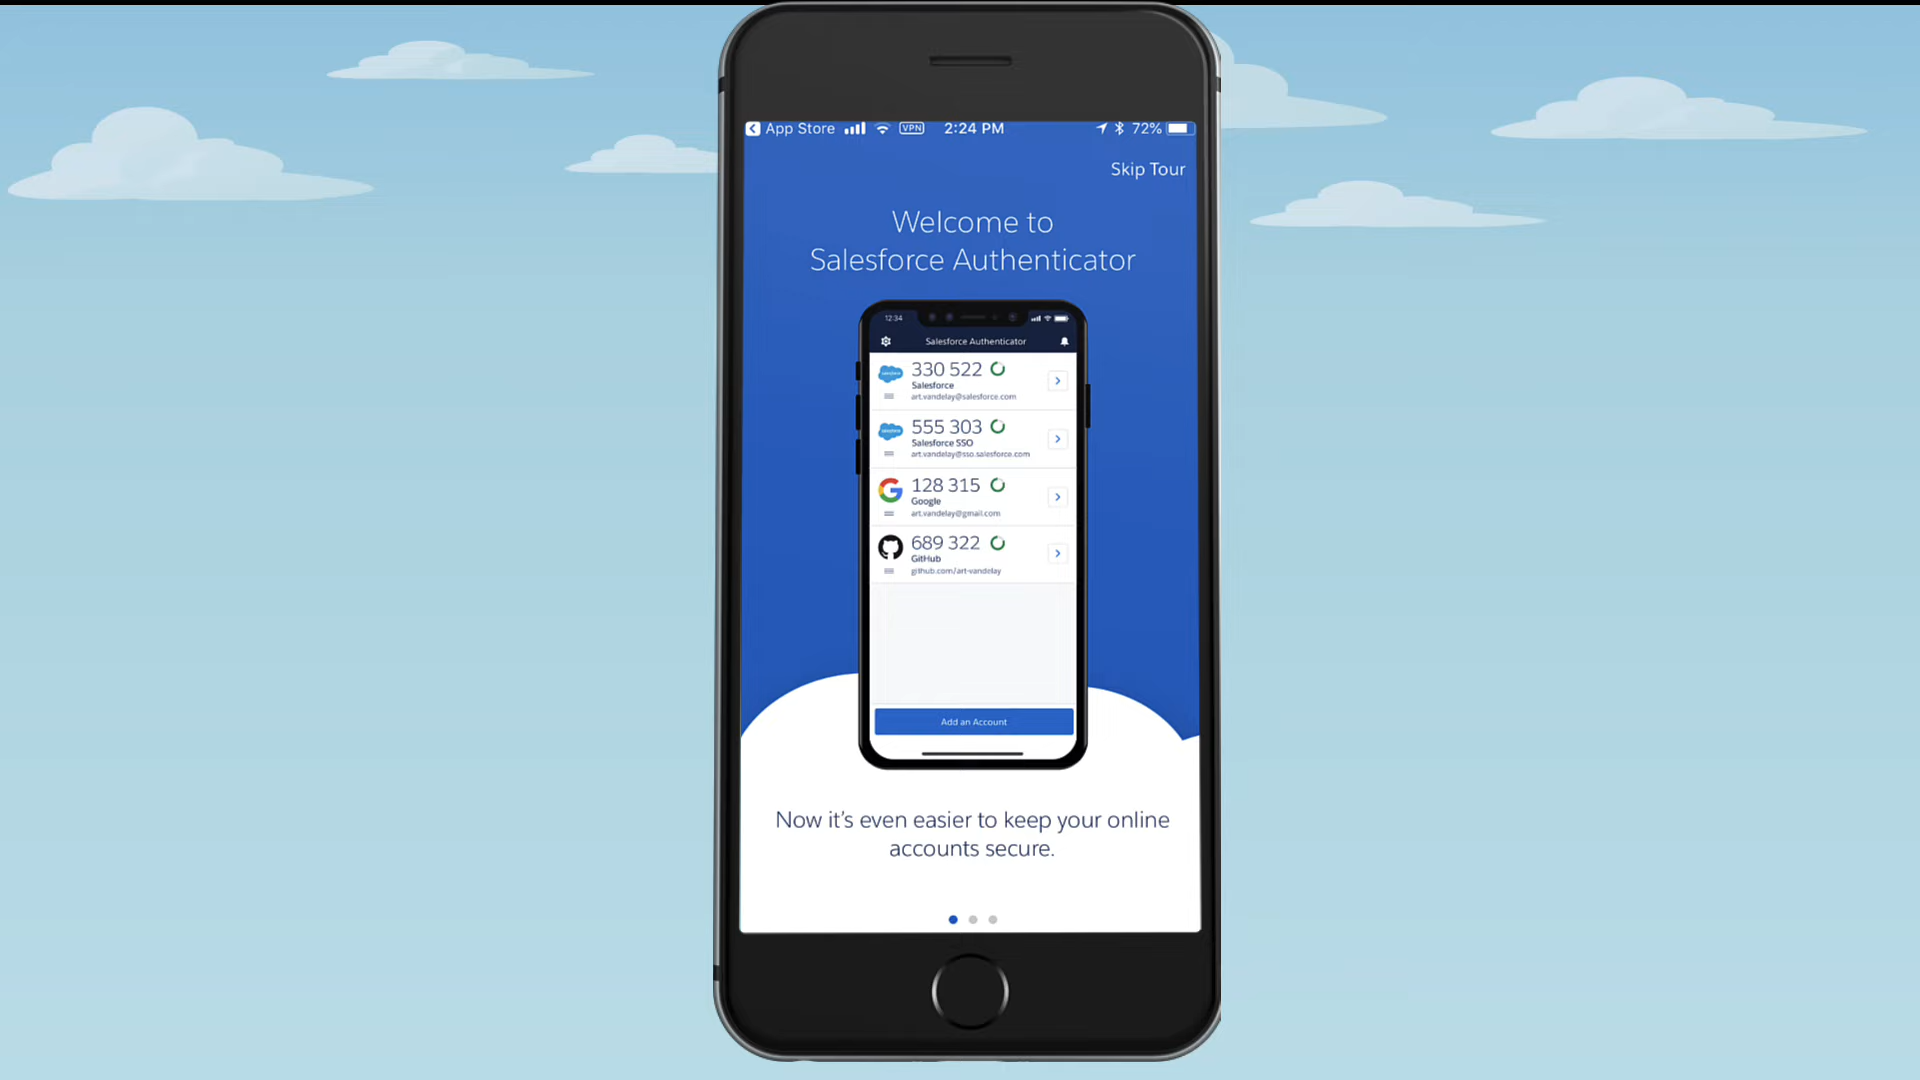 App Store VPN 2:24 PM 72%
Skip Tour
Welcome to
Salesforce Authenticator
12:34
Salesforce Authenticator
330 522
Salesforce
art.vandelay@salesforce.com
555 303
Salesforce SSO
art.vandelay@sso.salesforce.com
128 315
Google
art.vandelay@gmail.com
689 322
GitHub
github.com/art-vandelay
Add an Account
Now it's even easier to keep your online
accounts secure.